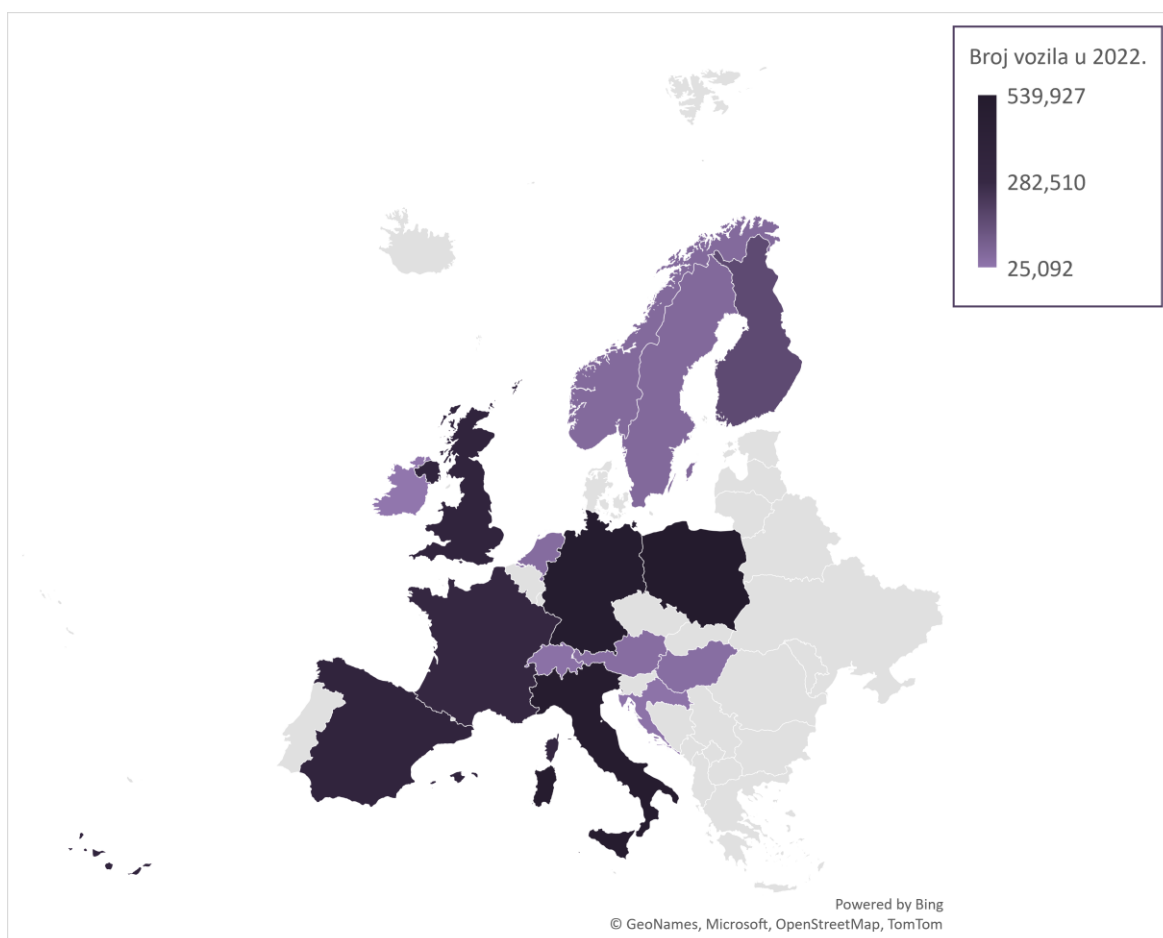 Broj vozila u 2022.
539,927
282,510
25,092
Powered by Bing
© GeoNames, Microsoft, OpenStreetMap, TomTom